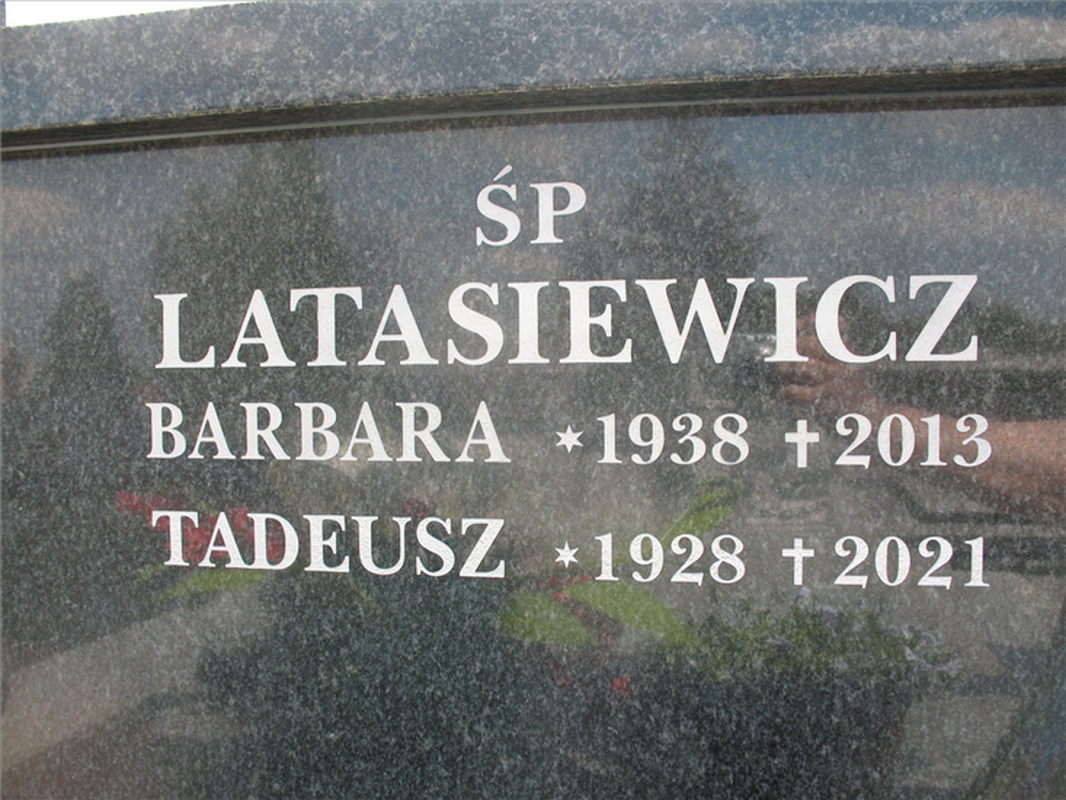 ŚP
LATASIEWICZ
BARBARA ✶1938 ✝2013
TADEUSZ ✶1928 ✝2021